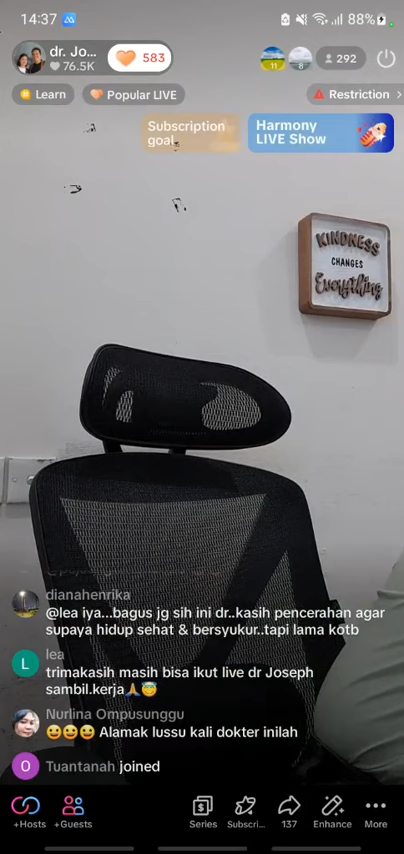 14:37
88%
dr. Jo...
76.5K
583
11
8
292
Learn
Popular LIVE
Restriction
Subscription
goal
Harmony
LIVE Show
KINDNESS
CHANGES
Everything
dianahenrika
@lea iya...bagus jg sih ini dr..kasih pencerahan agar
supaya hidup sehat & bersyukur..tapi lama kotb
L
lea
trimakasih masih bisa ikut live dr Joseph
sambil.kerja🙏😇
Nurlina Ompusunggu
😀😀😀 Alamak lussu kali dokter inilah
O
Tuantanah joined
+Hosts
+Guests
Series
Subscri...
137
Enhance
More